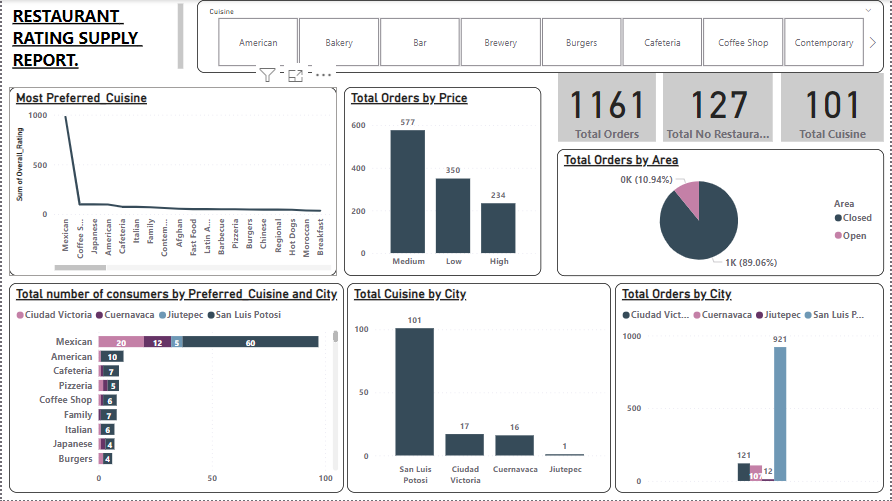 RESTAURANT
RATING SUPPLY
REPORT.
Cuisine
American
Bakery
Bar
Brewery
Burgers
Cafeteria
Coffee Shop
Contemporary
Most Preferred Cuisine
Sum of Overall_Rating
1000
500
0
Mexican
Coffee S...
Japanese
American
Cafeteria
Italian
Family
Contem...
Afghan
Fast Food
Latin A...
Barbecue
Pizzeria
Burgers
Chinese
Regional
Hot Dogs
Moroccan
Breakfast
Total Orders by Price
600
400
200
0
577
350
234
Medium
Low
High
1161
Total Orders
127
Total No Restaura...
101
Total Cuisine
Total Orders by Area
0K (10.94%)
1K (89.06%)
Area
Closed
Open
Total number of consumers by Preferred Cuisine and City
Ciudad Victoria
Cuernavaca
Jiutepec
San Luis Potosi
Mexican 20 12 5 60
American 10
Cafeteria 7
Pizzeria 5
Coffee Shop 6
Family 7
Italian 6
Japanese 4
Burgers 4
0 50 100
Total Cuisine by City
100
50
0
101
17
16
1
San Luis
Potosi
Ciudad
Victoria
Cuernavaca
Jiutepec
Total Orders by City
Ciudad Vict...
Cuernavaca
Jiutepec
San Luis P...
1000
500
0
121
107
12
921